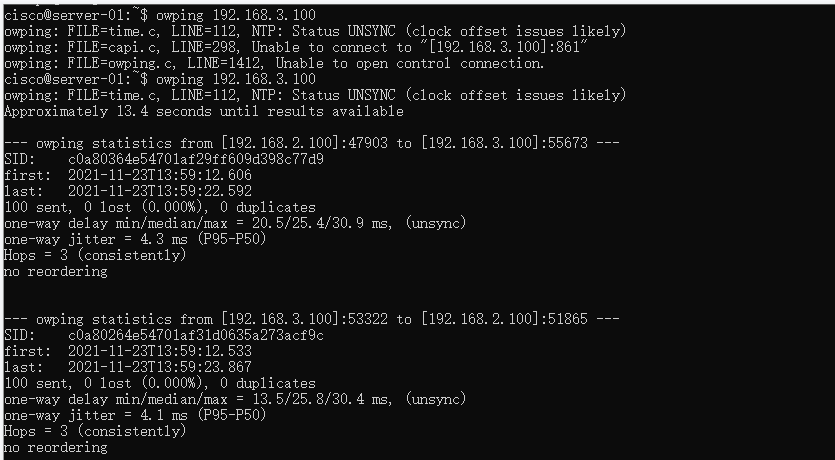 cisco@server-01:~$ owping 192.168.3.100
owping: FILE=time.c, LINE=112, NTP: Status UNSYNC (clock offset issues likely)
owping: FILE=capi.c, LINE=298, Unable to connect to "[192.168.3.100]:861"
owping: FILE=owping.c, LINE=1412, Unable to open control connection.
cisco@server-01:~$ owping 192.168.3.100
owping: FILE=time.c, LINE=112, NTP: Status UNSYNC (clock offset issues likely)
Approximately 13.4 seconds until results available
--- owping statistics from [192.168.2.100]:47903 to [192.168.3.100]:55673 ---
SID: c0a80364e54701af29ff609d398c77d9
first: 2021-11-23T13:59:12.606
last: 2021-11-23T13:59:22.592
100 sent, 0 lost (0.000%), 0 duplicates
one-way delay min/median/max = 20.5/25.4/30.9 ms, (unsync)
one-way jitter = 4.3 ms (P95-P50)
Hops = 3 (consistently)
no reordering
--- owping statistics from [192.168.3.100]:53322 to [192.168.2.100]:51865 ---
SID: c0a80264e54701af31d0635a273acf9c
first: 2021-11-23T13:59:12.533
last: 2021-11-23T13:59:23.867
100 sent, 0 lost (0.000%), 0 duplicates
one-way delay min/median/max = 13.5/25.8/30.4 ms, (unsync)
one-way jitter = 4.1 ms (P95-P50)
Hops = 3 (consistently)
no reordering